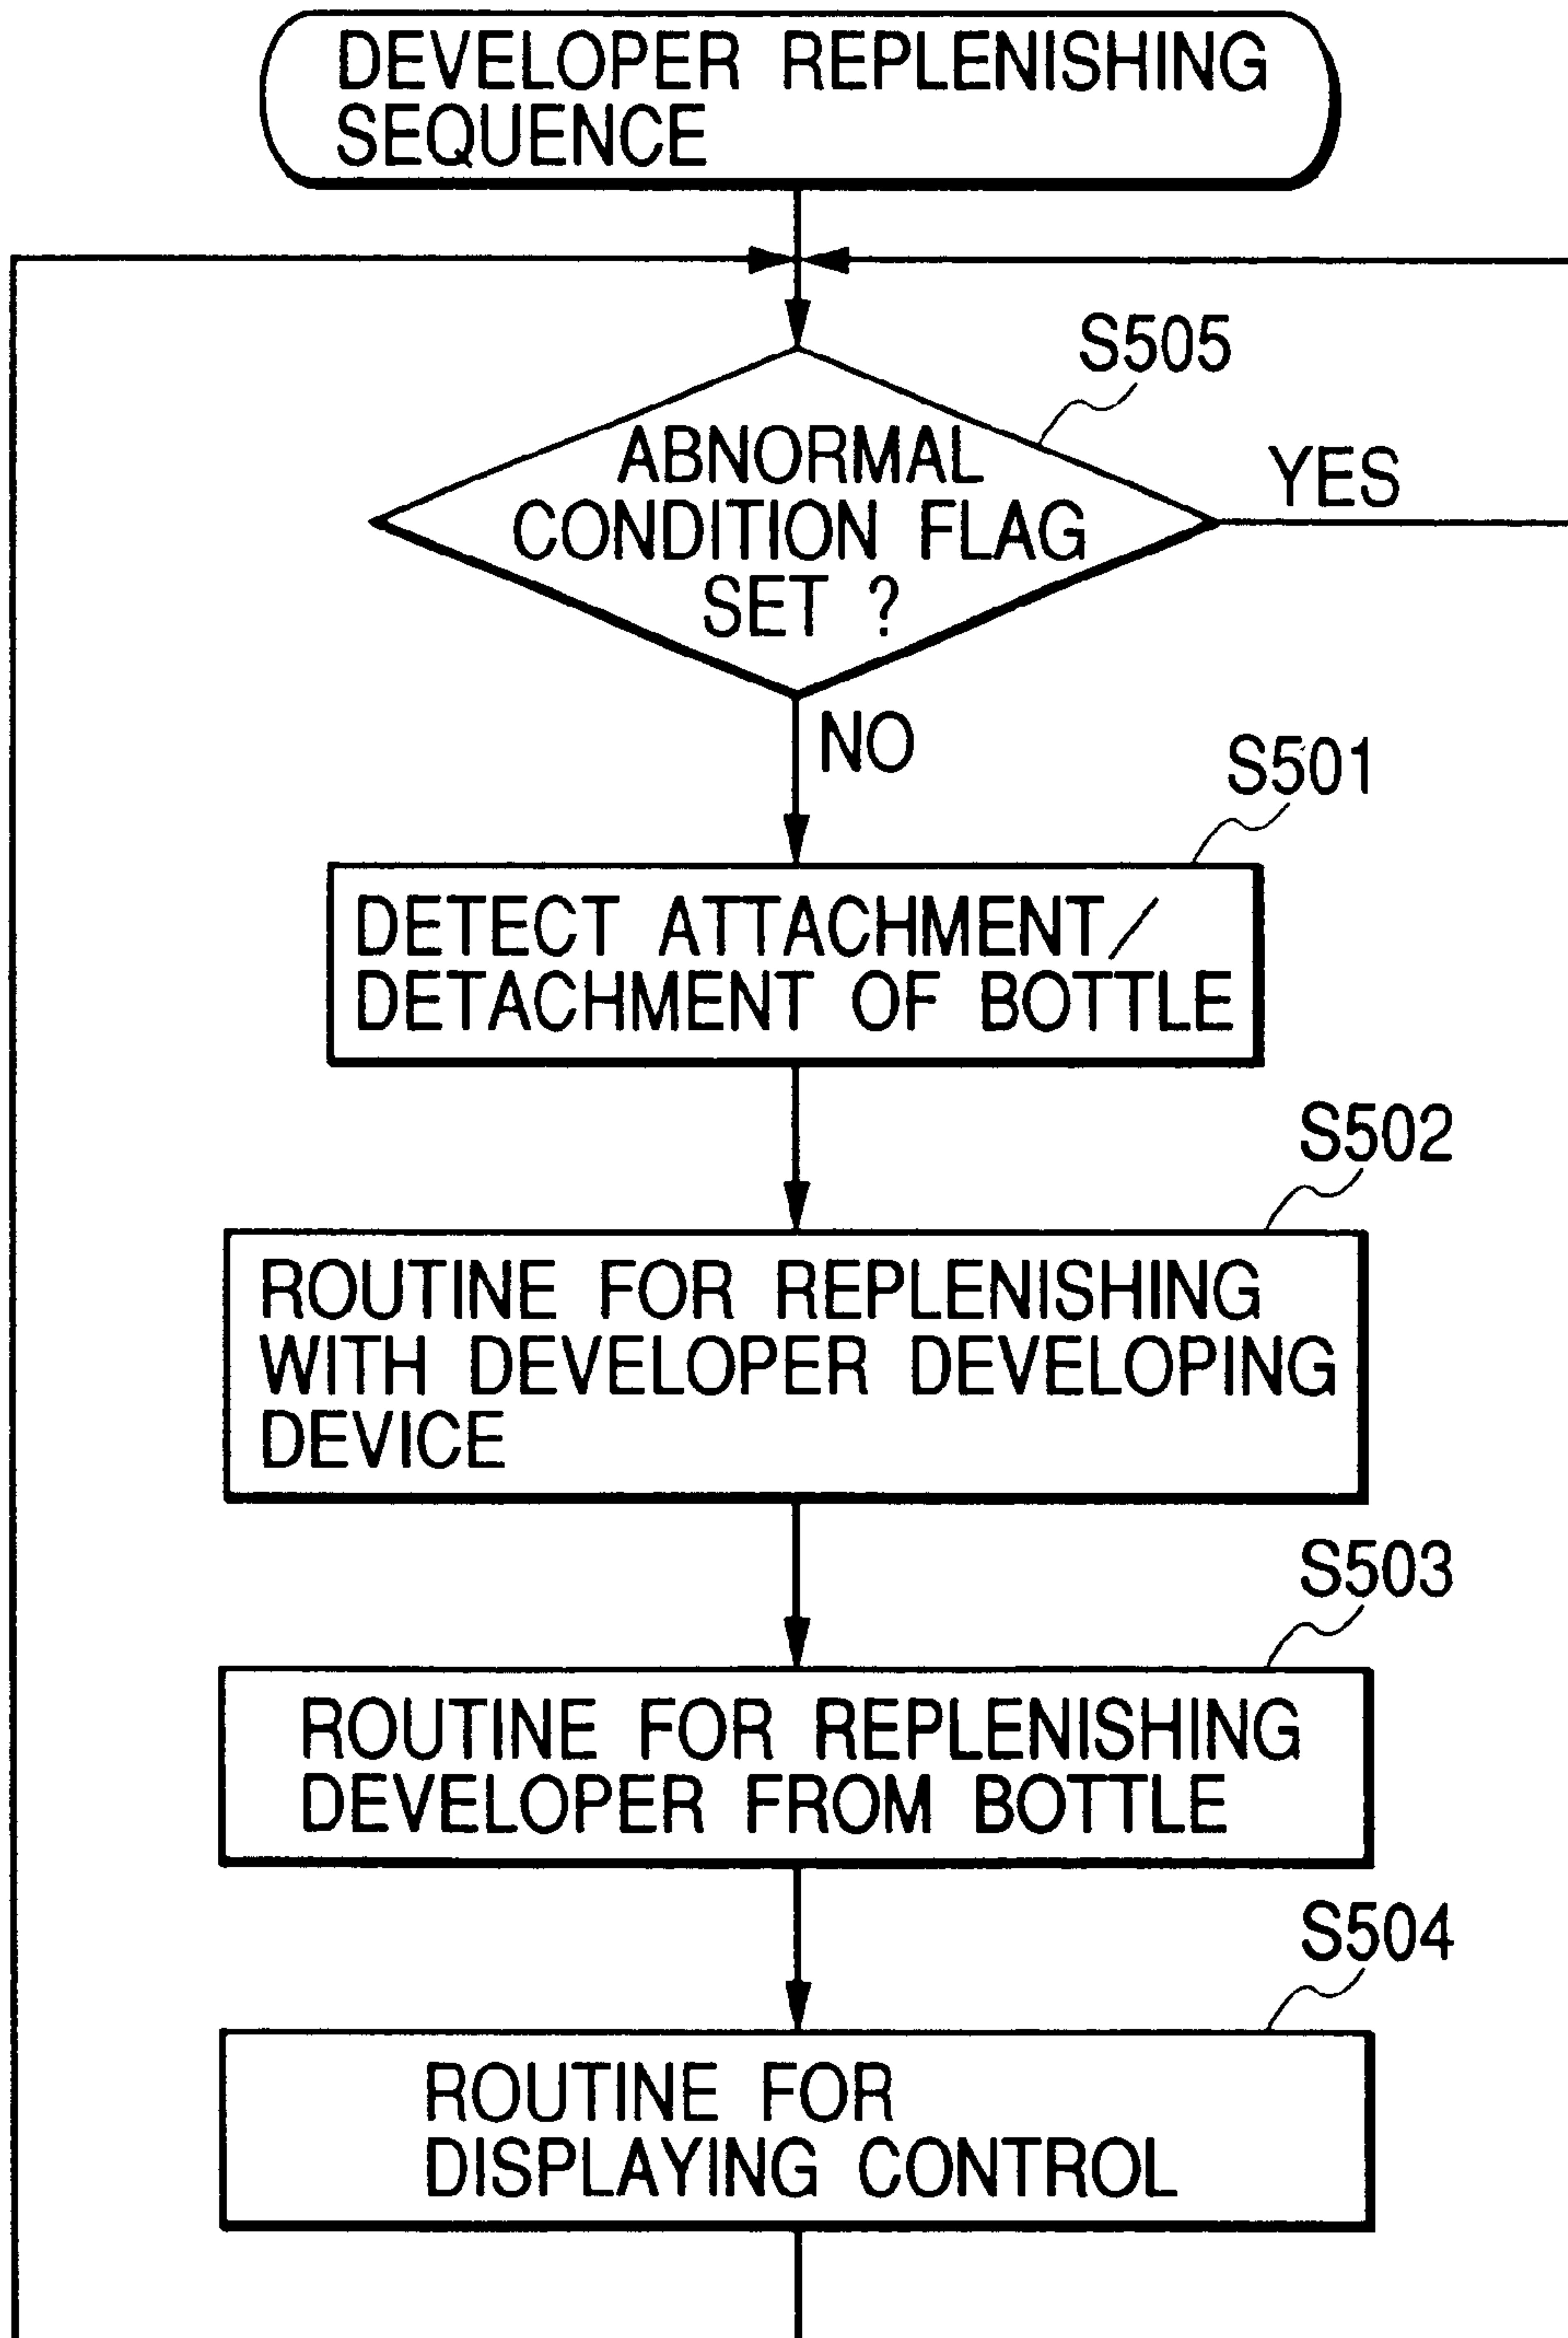 DEVELOPER REPLENISHING
SEQUENCE
S505
ABNORMAL
CONDITION FLAG
SET ?
YES
NO
S501
DETECT ATTACHMENT/
DETACHMENT OF BOTTLE
S502
ROUTINE FOR REPLENISHING
WITH DEVELOPER DEVELOPING
DEVICE
S503
ROUTINE FOR REPLENISHING
DEVELOPER FROM BOTTLE
S504
ROUTINE FOR
DISPLAYING CONTROL